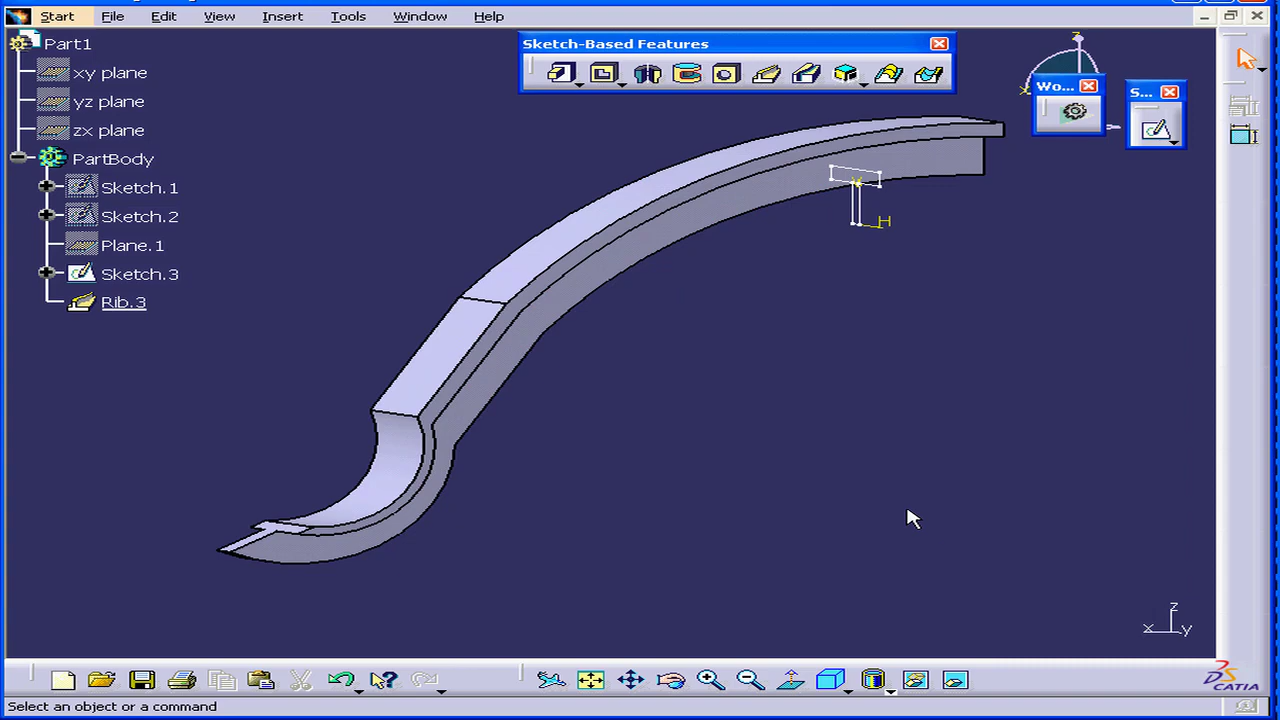 Start File Edit View Insert Tools Window Help
Part1
Sketch-Based Features
z
x
xy plane
Wo...
S...
yz plane
zx plane
PartBody
Sketch.1
Sketch.2
V
H
Plane.1
Sketch.3
Rib.3
z
x y
CATIA
Select an object or a command